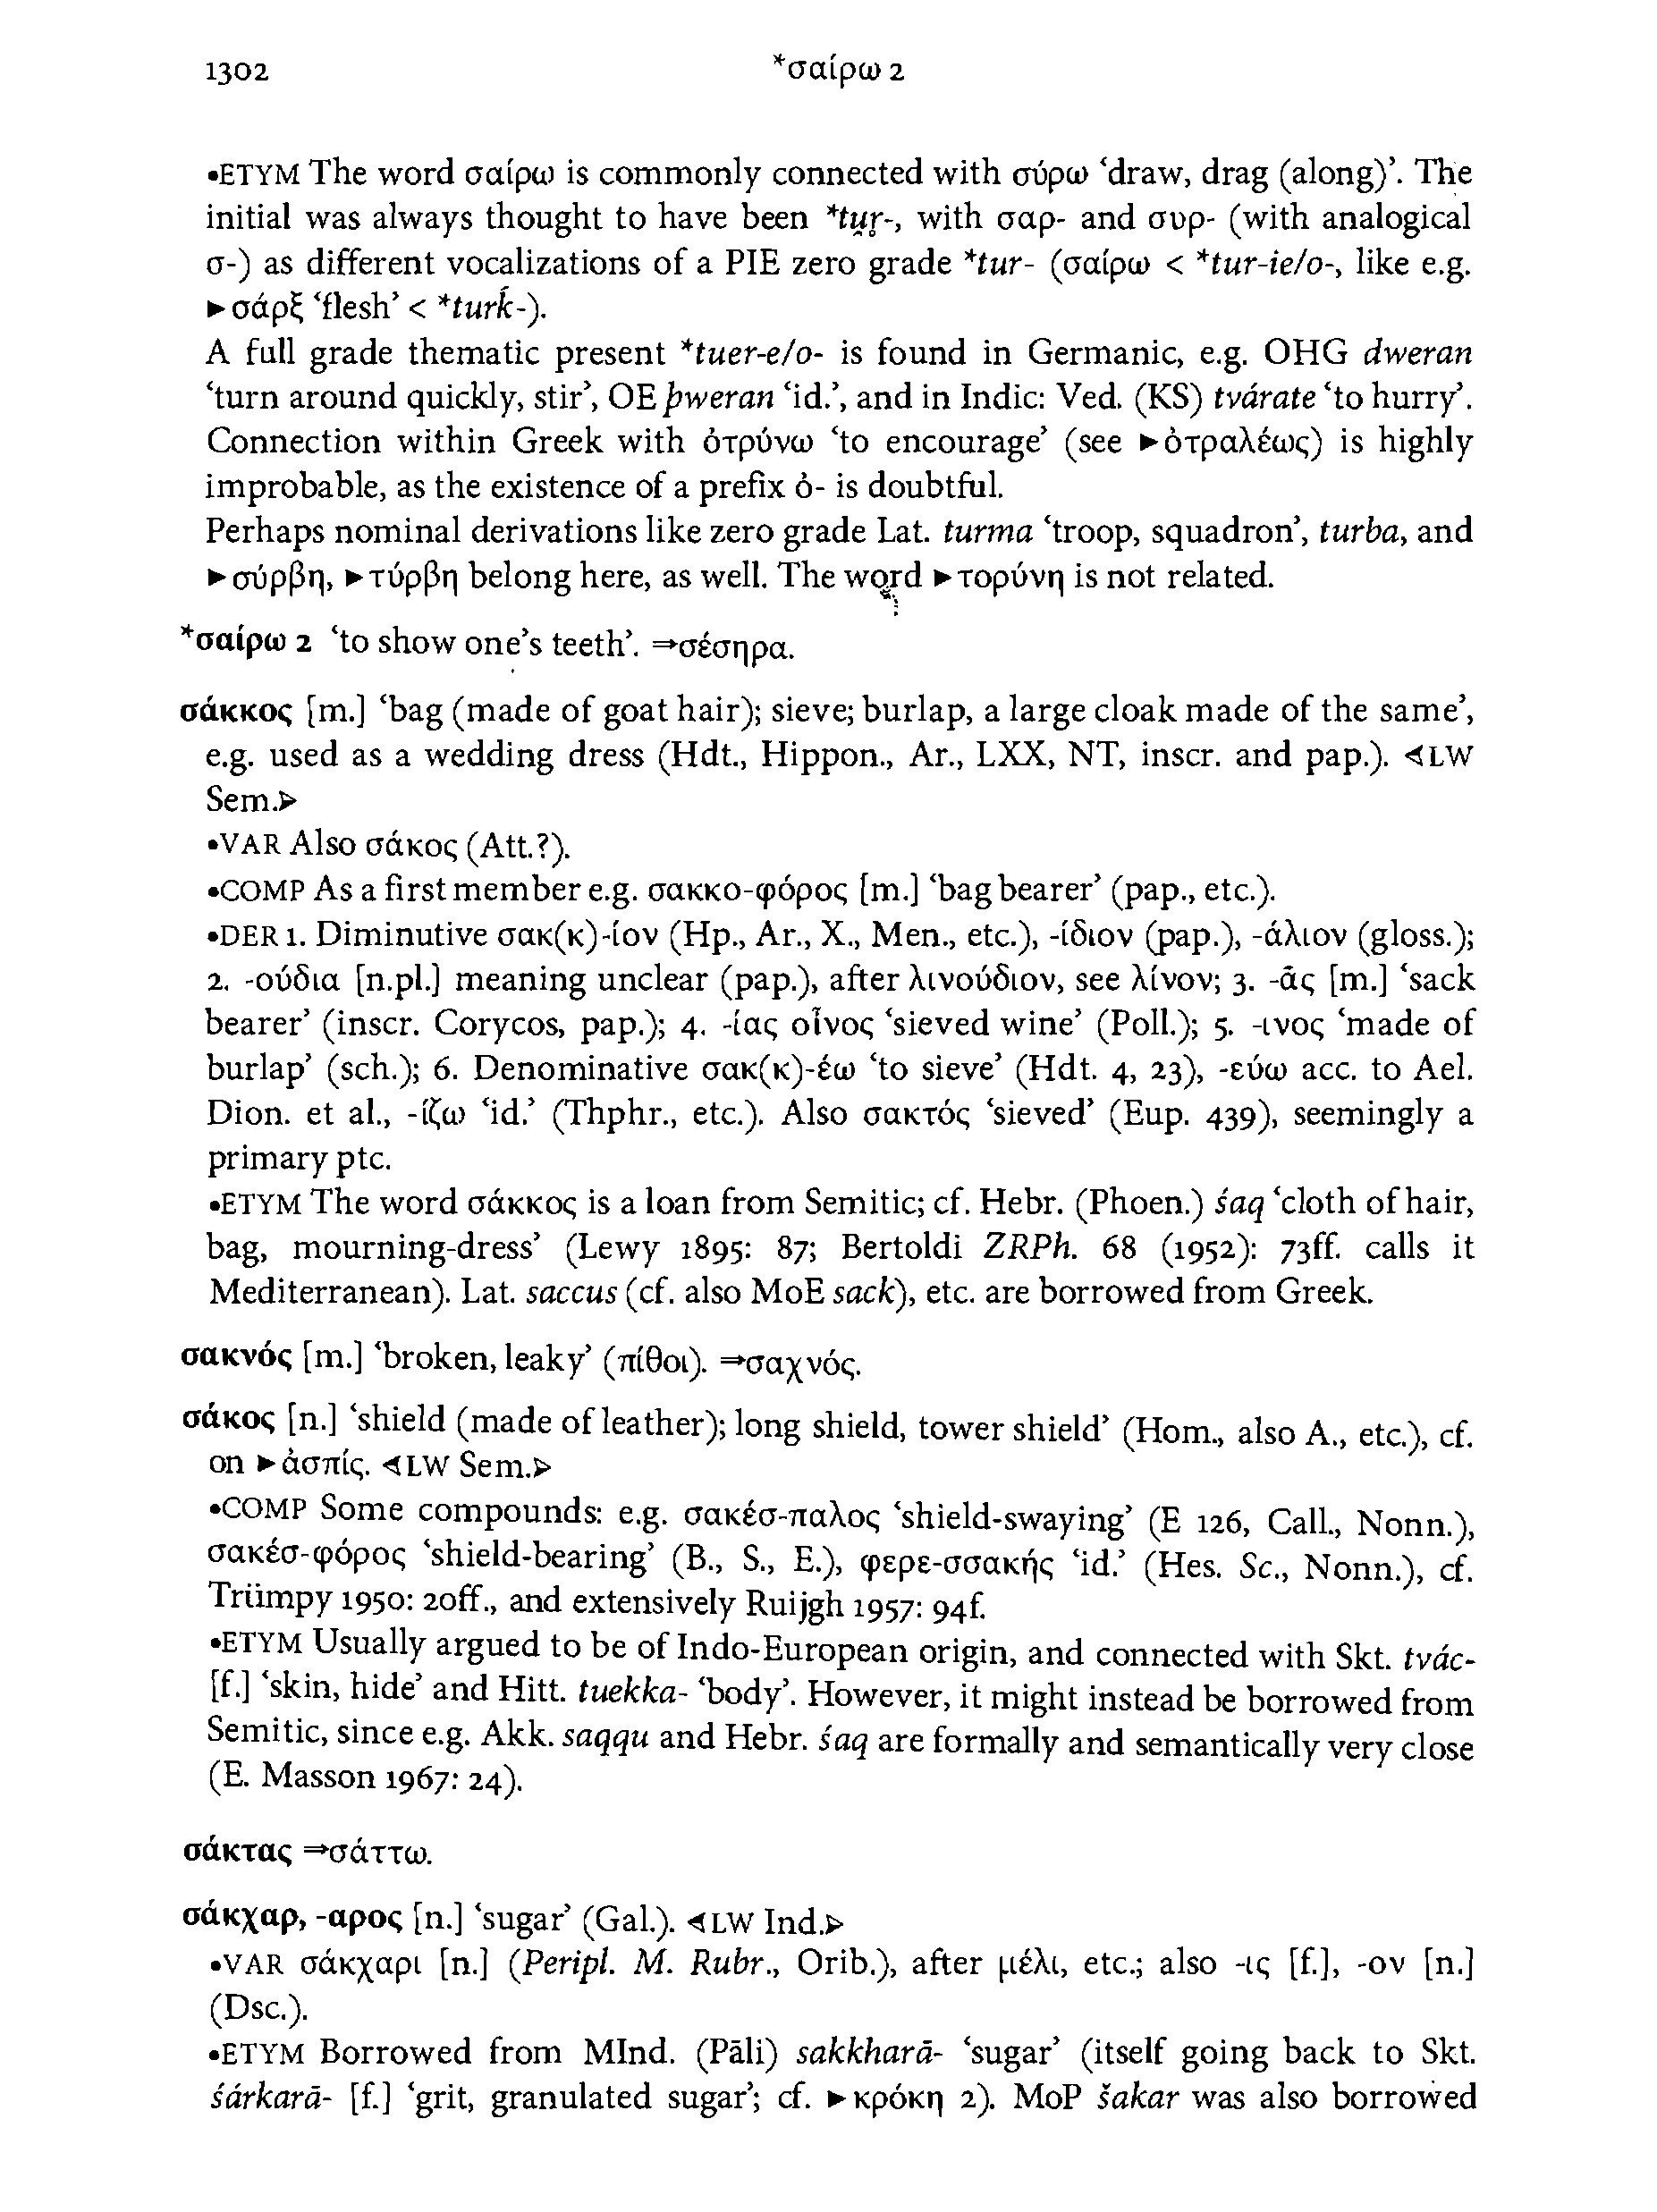 1302 *σαίρω 2
•ETYM The word σαίρω is commonly connected with σύρω ‘draw, drag (along)’. The
initial was always thought to have been *tu̯r̥-, with σαρ- and συρ- (with analogical
σ-) as different vocalizations of a PIE zero grade *tur- (σαίρω < *tur-ie/o-, like e.g.
►σάρξ ‘flesh’ < *turḱ-).
A full grade thematic present *tuer-e/o- is found in Germanic, e.g. OHG dweran
‘turn around quickly, stir’, OE þweran ‘id.’, and in Indic: Ved. (KS) tvárate ‘to hurry’.
Connection within Greek with ὀτρύνω ‘to encourage’ (see ►ὀτραλέως) is highly
improbable, as the existence of a prefix ὀ- is doubtful.
Perhaps nominal derivations like zero grade Lat. turma ‘troop, squadron’, turba, and
►σύρβη, ►τύρβη belong here, as well. The word ►τορύνη is not related.
*σαίρω 2 ‘to show one’s teeth’. ⇒σέσηρα.
σάκκος [m.] ‘bag (made of goat hair); sieve; burlap, a large cloak made of the same’,
e.g. used as a wedding dress (Hdt., Hippon., Ar., LXX, NT, inscr. and pap.). ⋖LW
Sem.⋗
•VAR Also σάκος (Att.?).
•COMP As a first member e.g. σακκο-φόρος [m.] ‘bag bearer’ (pap., etc.).
•DER 1. Diminutive σακ(κ)-ίον (Hp., Ar., X., Men., etc.), -ίδιον (pap.), -άλιον (gloss.);
2. -ούδια [n.pl.] meaning unclear (pap.), after λινούδιον, see λίνον; 3. -ᾶς [m.] ‘sack
bearer’ (inscr. Corycos, pap.); 4. -ίας οἶνος ‘sieved wine’ (Poll.); 5. -ινος ‘made of
burlap’ (sch.); 6. Denominative σακ(κ)-έω ‘to sieve’ (Hdt. 4, 23), -εύω acc. to Ael.
Dion. et al., -ίζω ‘id.’ (Thphr., etc.). Also σακτός ‘sieved’ (Eup. 439), seemingly a
primary ptc.
•ETYM The word σάκκος is a loan from Semitic; cf. Hebr. (Phoen.) śaq ‘cloth of hair,
bag, mourning-dress’ (Lewy 1895: 87; Bertoldi ZRPh. 68 (1952): 73ff. calls it
Mediterranean). Lat. saccus (cf. also MoE sack), etc. are borrowed from Greek.
σακνός [m.] ‘broken, leaky’ (πίθοι). ⇒σαχνός.
σάκος [n.] ‘shield (made of leather); long shield, tower shield’ (Hom., also A., etc.), cf.
on ►ἀσπίς. ⋖LW Sem.⋗
•COMP Some compounds: e.g. σακέσ-παλος ‘shield-swaying’ (E 126, Call., Nonn.),
σακέσ-φόρος ‘shield-bearing’ (B., S., E.), φερε-σσακής ‘id.’ (Hes. Sc., Nonn.), cf.
Trümpy 1950: 20ff., and extensively Ruijgh 1957: 94f.
•ETYM Usually argued to be of Indo-European origin, and connected with Skt. tvác-
[f.] ‘skin, hide’ and Hitt. tuekka- ‘body’. However, it might instead be borrowed from
Semitic, since e.g. Akk. saqqu and Hebr. śaq are formally and semantically very close
(E. Masson 1967: 24).
σάκτας ⇒σάττω.
σάκχαρ, -αρος [n.] ‘sugar’ (Gal.). ⋖LW Ind.⋗
•VAR σάκχαρι [n.] (Peripl. M. Rubr., Orib.), after μέλι, etc.; also -ις [f.], -ον [n.]
(Dsc.).
•ETYM Borrowed from MInd. (Pāli) sakkharā- ‘sugar’ (itself going back to Skt.
śárkarā- [f.] ‘grit, granulated sugar’; cf. ►κρόκη 2). MoP šakar was also borrowed